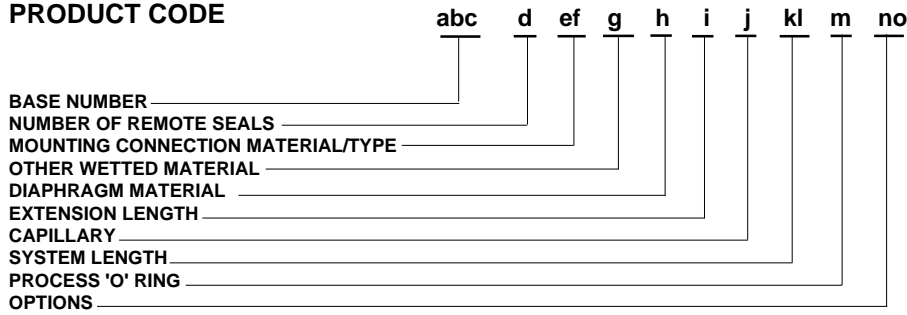 PRODUCT CODE abc d ef g h i j kl m no
BASE NUMBER
NUMBER OF REMOTE SEALS
MOUNTING CONNECTION MATERIAL/TYPE
OTHER WETTED MATERIAL
DIAPHRAGM MATERIAL
EXTENSION LENGTH
CAPILLARY
SYSTEM LENGTH
PROCESS 'O' RING
OPTIONS